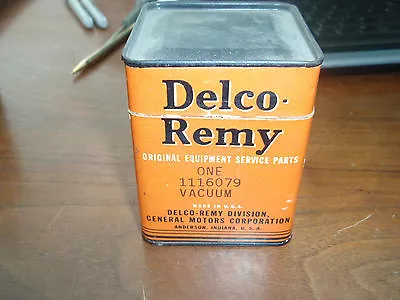 Delco-
Remy
ORIGINAL EQUIPMENT SERVICE PARTS
ONE
1116079
VACUUM
MADE IN U.S.A.
DELCO-REMY DIVISION,
GENERAL MOTORS CORPORATION
ANDERSON, INDIANA, U. S. A.